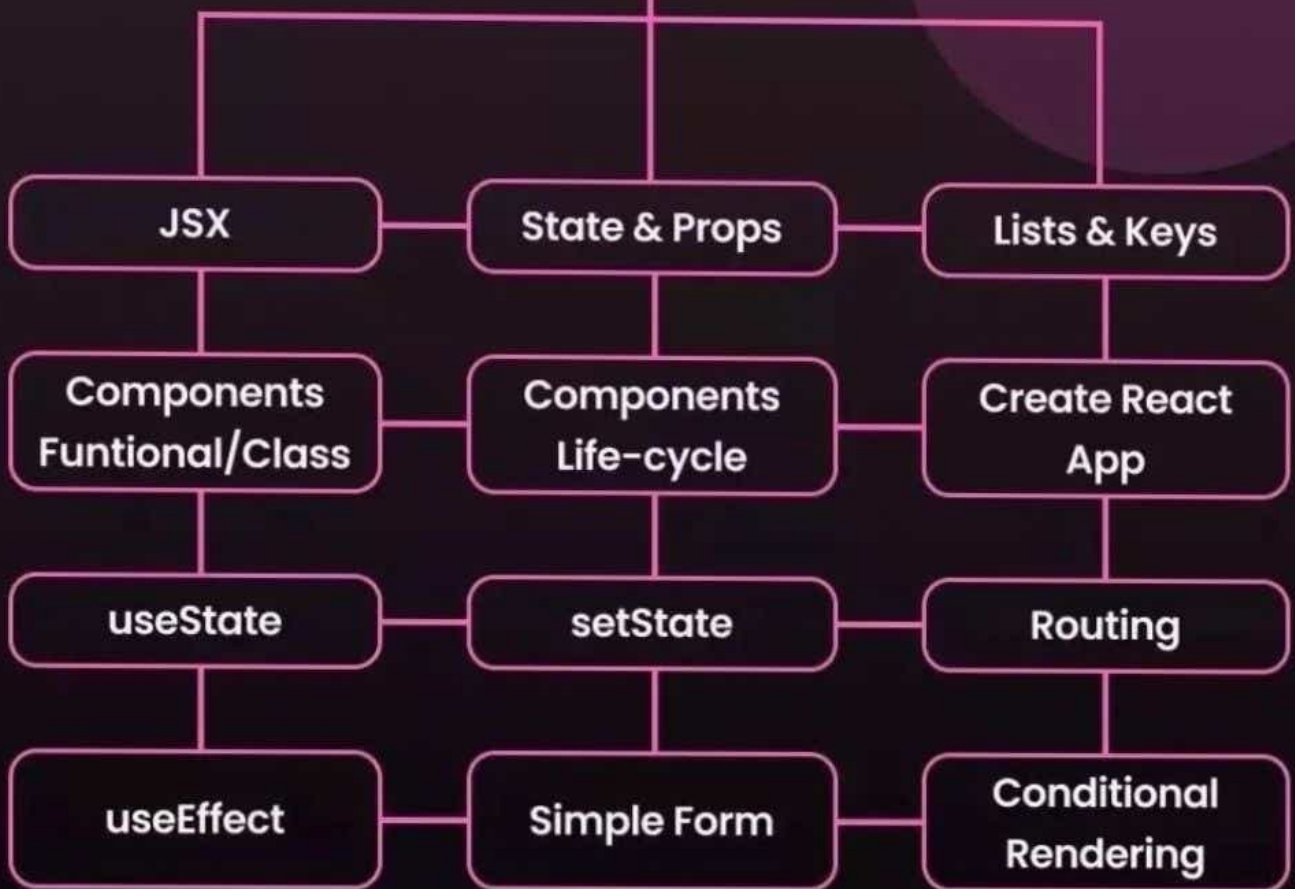 JSX
State & Props
Lists & Keys
Components
Funtional/Class
Components
Life-cycle
Create React
App
useState
setState
Routing
useEffect
Simple Form
Conditional
Rendering